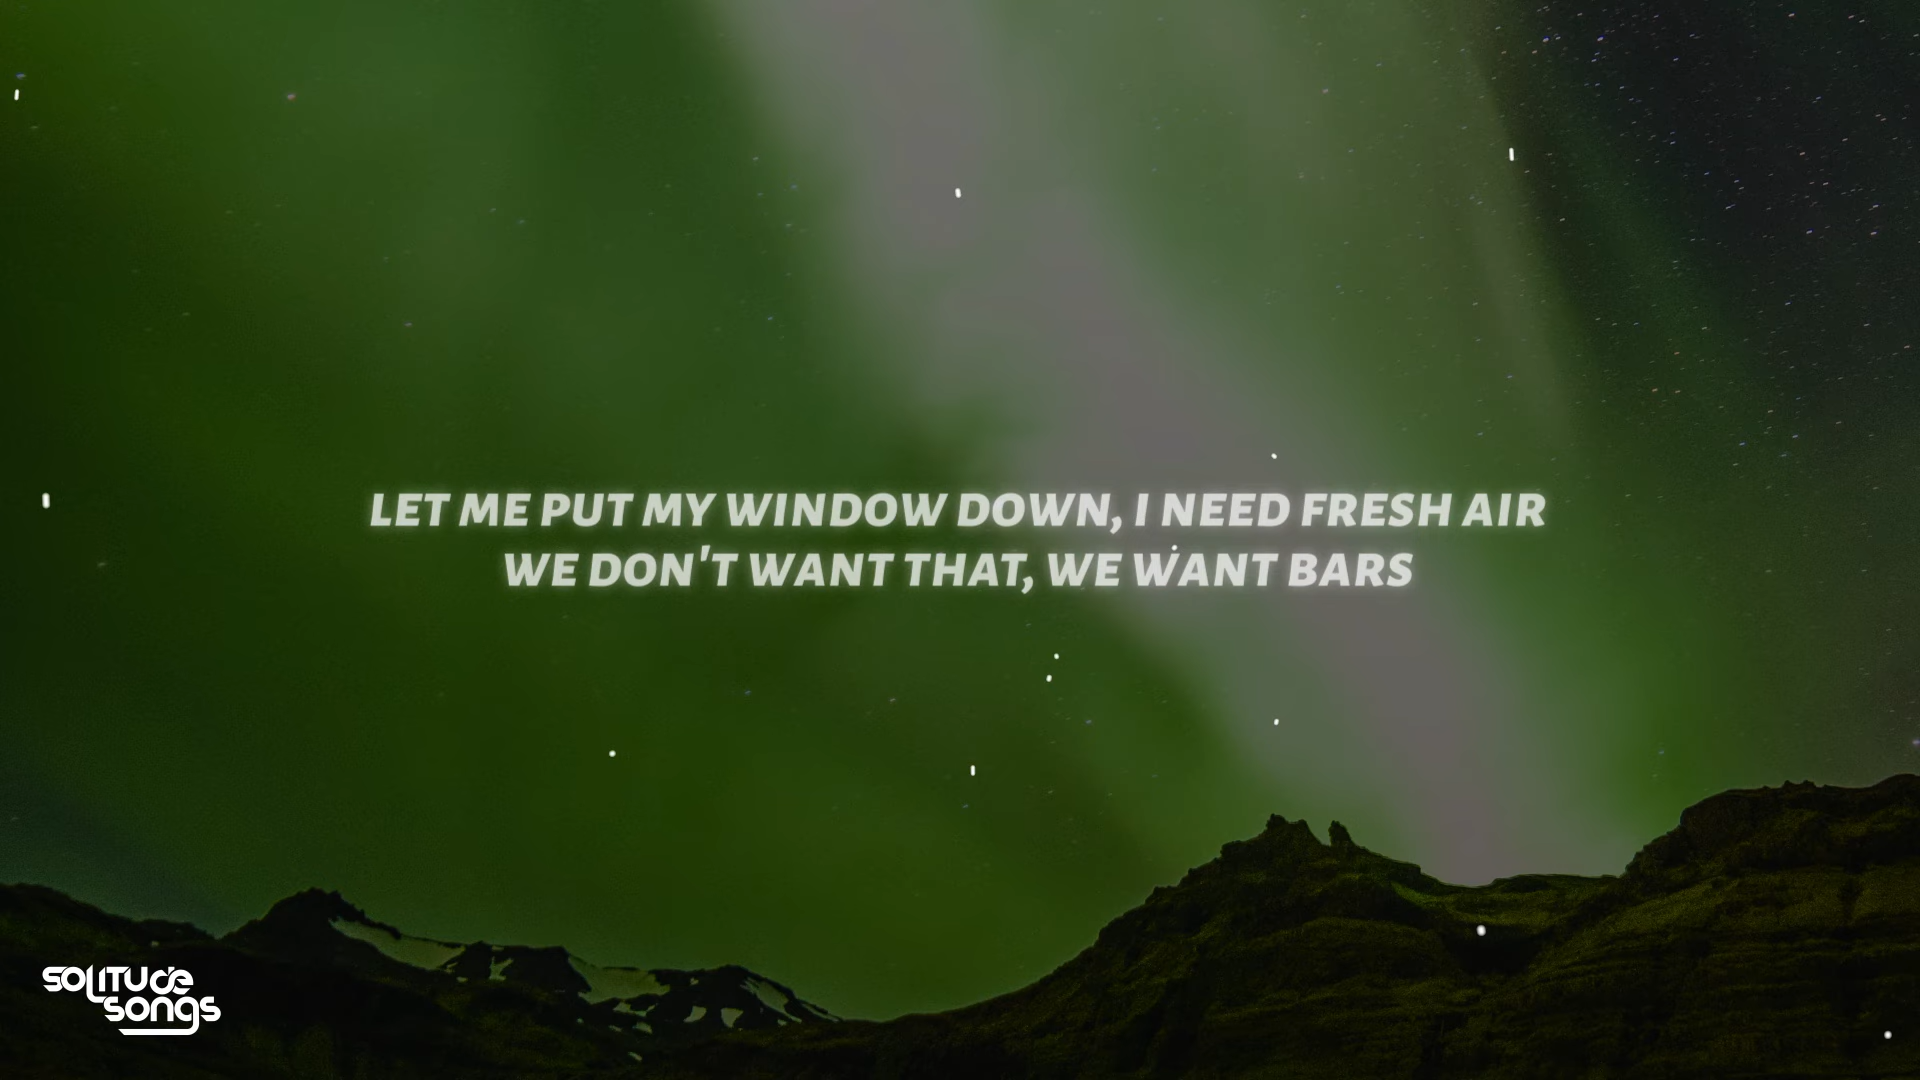 LET ME PUT MY WINDOW DOWN, I NEED FRESH AIR
WE DON'T WANT THAT, WE WANT BARS
solitude
songs